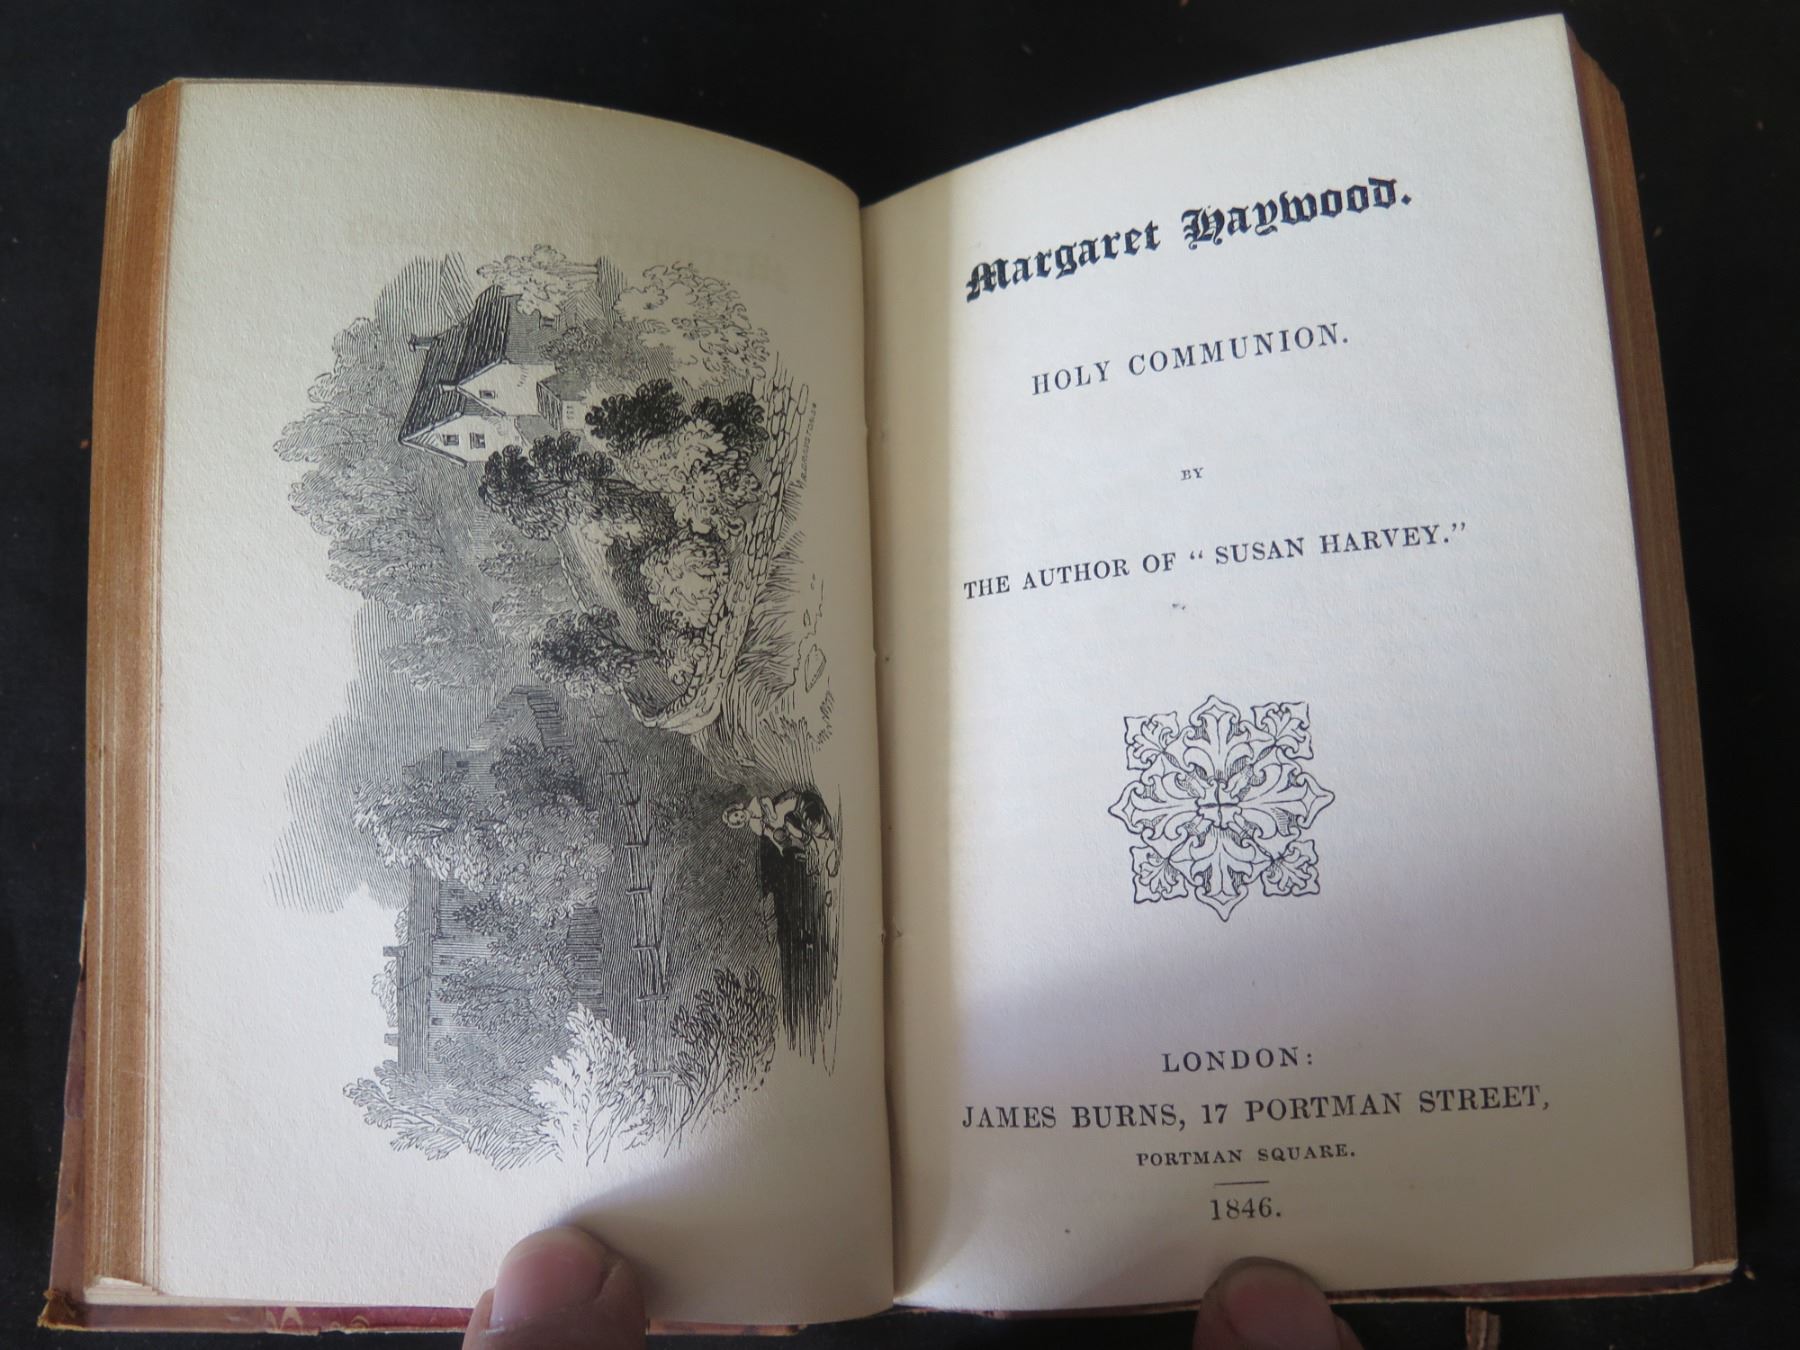 Margaret Haywood.
HOLY COMMUNION.
BY
THE AUTHOR OF “ SUSAN HARVEY.”
LONDON:
JAMES BURNS, 17 PORTMAN STREET,
PORTMAN SQUARE.
1846.